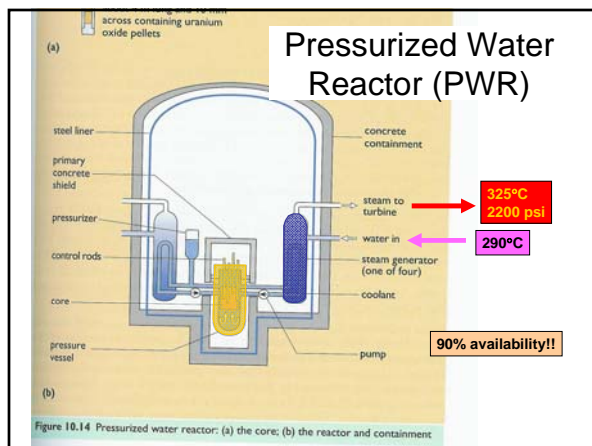 across containing uranium
oxide pellets
(a)
Pressurized Water
Reactor (PWR)
steel liner
concrete
containment
primary
concrete
shield
steam to
turbine
325°C
2200 psi
pressurizer
water in
290°C
control rods
steam generator
(one of four)
core
coolant
90% availability!!
pressure
vessel
pump
(b)
Figure 10.14 Pressurized water reactor: (a) the core; (b) the reactor and containment